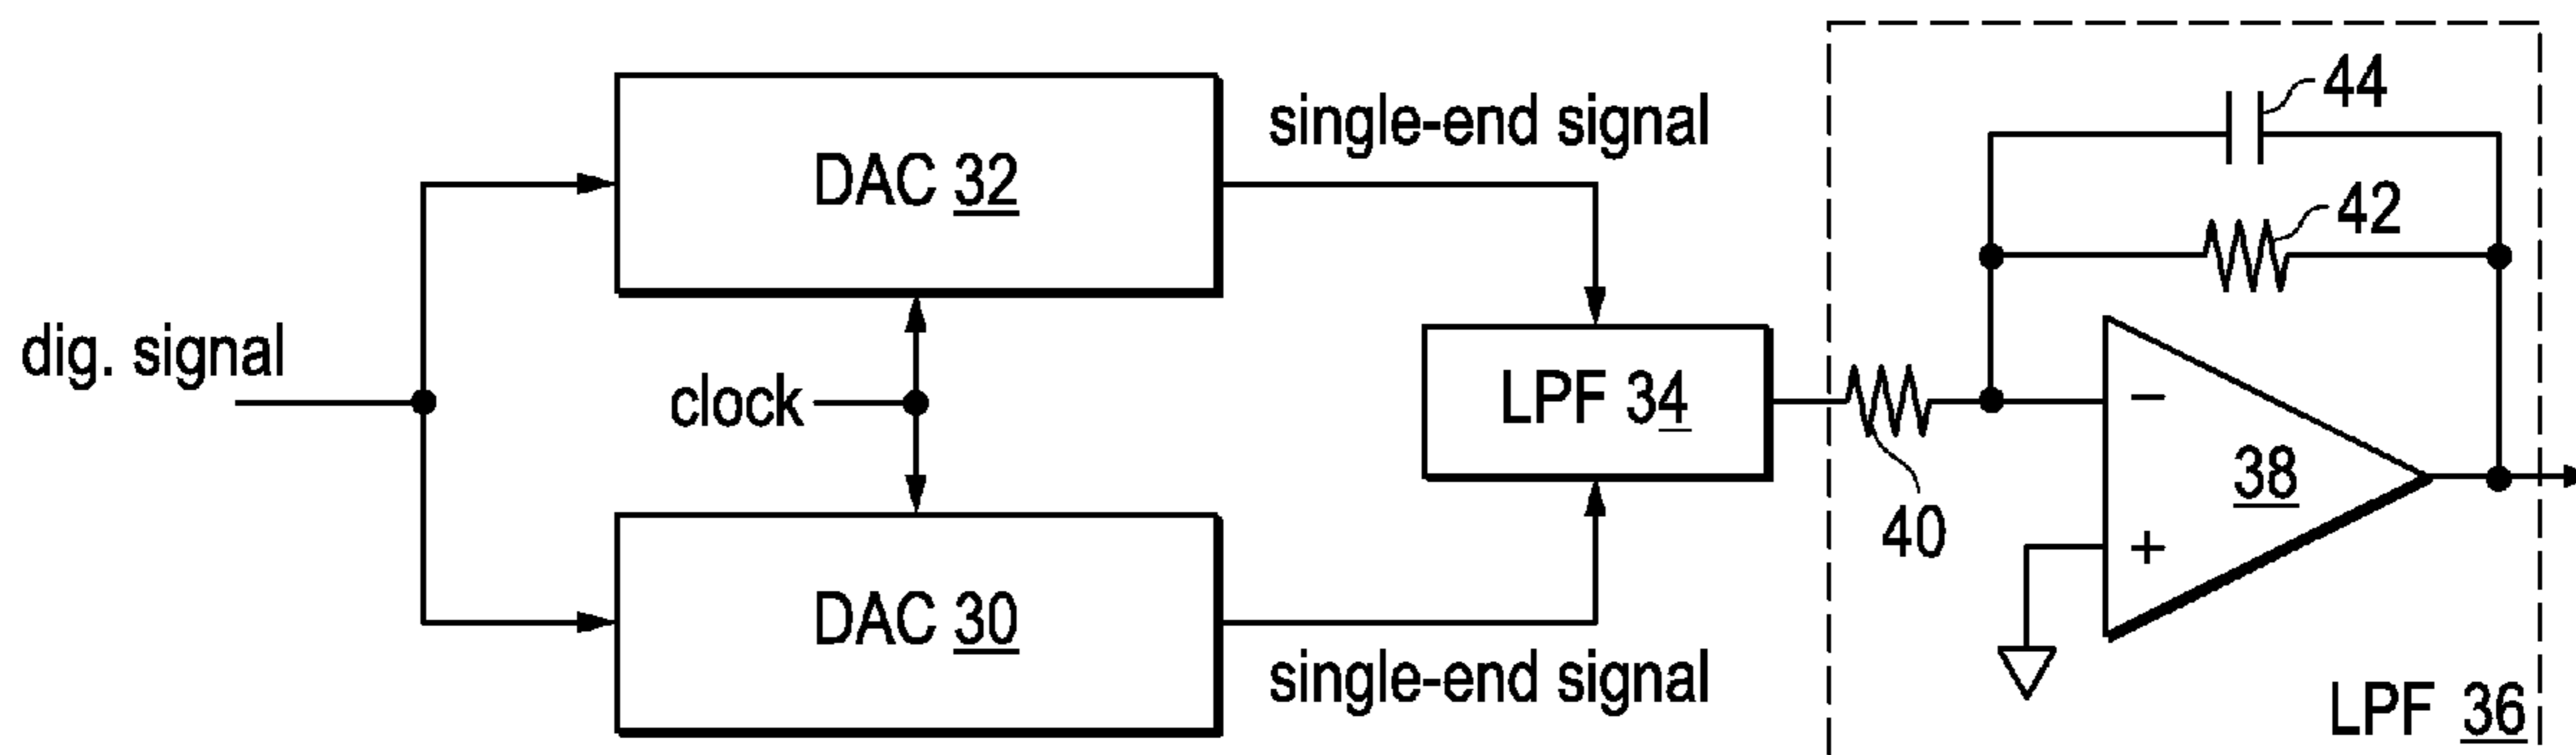 44
single-end signal
DAC 32
42
dig. signal
clock
LPF 34
−
38
40
+
DAC 30
single-end signal
LPF 36